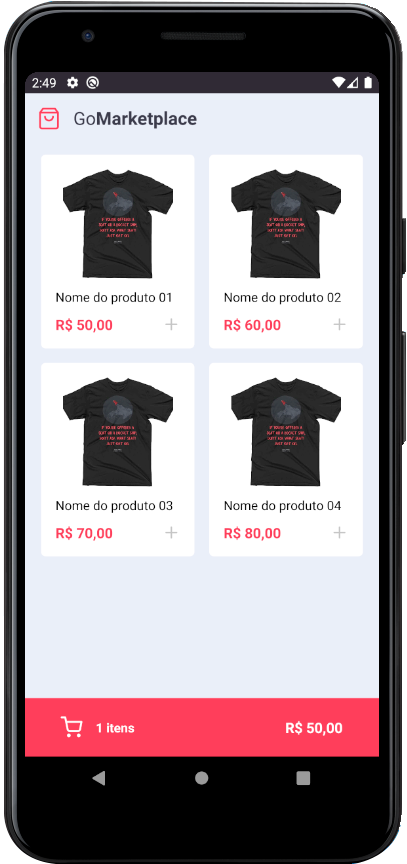 2:49
GoMarketplace
Nome do produto 01
Nome do produto 02
R$ 50,00
R$ 60,00
Nome do produto 03
Nome do produto 04
R$ 70,00
R$ 80,00
1 itens
R$ 50,00